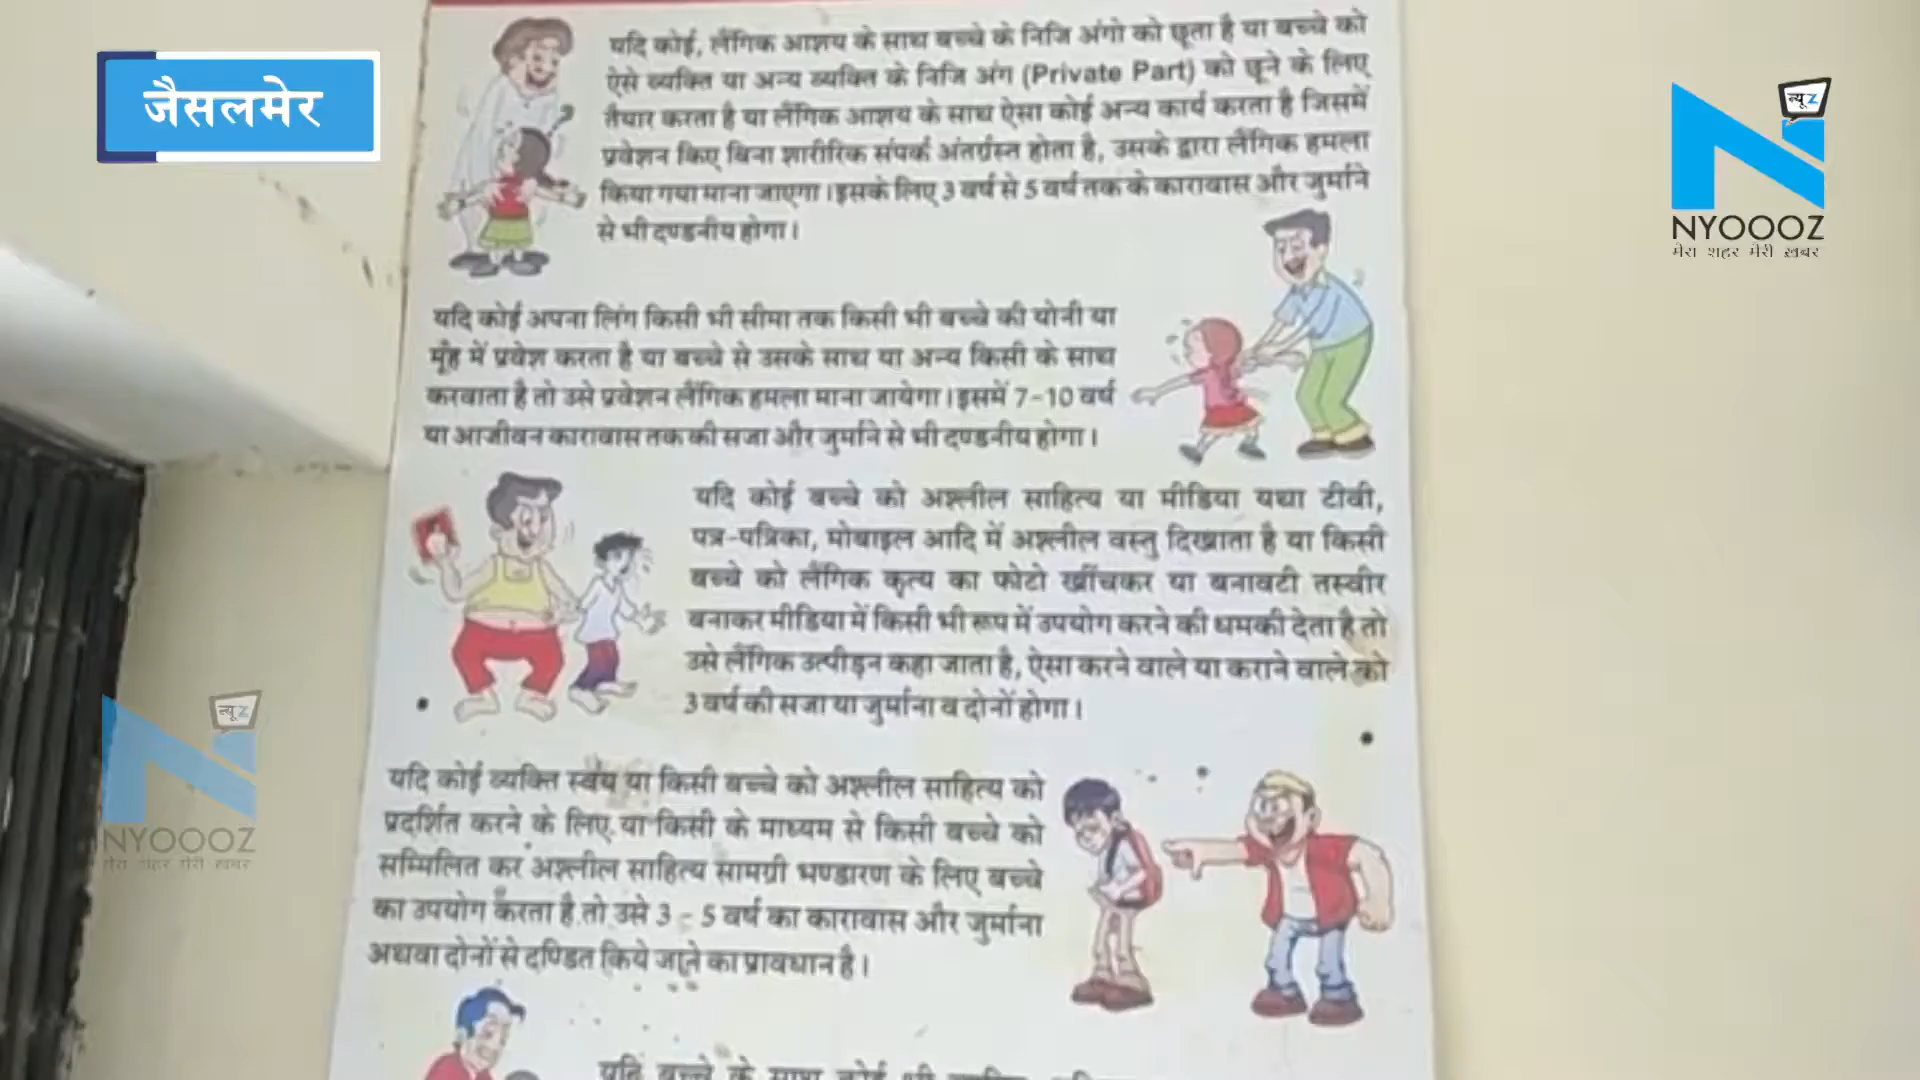 जैसलमेर
न्यूZ
NYOOOZ
मेरा शहर मेरी ख़बर
यदि कोई, लैंगिक आशय के साथ बच्चे के निजि अंगो को छूता है या बच्चे को
ऐसे व्यक्ति या अन्य व्यक्ति के निजि अंग (Private Part) को छूने के लिए
तैयार करता है या लैंगिक आशय के साथ ऐसा कोई अन्य कार्य करता है जिसमें
प्रवेशन किए बिना शारीरिक संपर्क अंतर्ग्रस्त होता है, उसके द्वारा लैंगिक हमला
किया गया माना जाएगा। इसके लिए 3 वर्ष से 5 वर्ष तक के कारावास और जुर्माने
से भी दण्डनीय होगा।
यदि कोई अपना लिंग किसी भी सीमा तक किसी भी बच्चे की योनी या
मूँह में प्रवेश करता है या बच्चे से उसके साथ या अन्य किसी के साथ
करवाता है तो उसे प्रवेशन लैंगिक हमला माना जायेगा। इसमें 7-10 वर्ष
या आजीवन कारावास तक की सजा और जुर्माने से भी दण्डनीय होगा।
यदि कोई बच्चे को अश्लील साहित्य या मीडिया यथा टीवी,
पत्र-पत्रिका, मोबाइल आदि में अश्लील वस्तु दिखाता है या किसी
बच्चे को लैंगिक कृत्य का फोटो खींचकर या बनावटी तस्वीर
बनाकर मीडिया में किसी भी रूप में उपयोग करने की धमकी देता है तो
उसे लैंगिक उत्पीड़न कहा जाता है, ऐसा करने वाले या कराने वाले को
3 वर्ष की सजा या जुर्माना व दोनों होगा।
न्यूZ
NYOOOZ
मेरा शहर मेरी ख़बर
यदि कोई व्यक्ति स्वंय या किसी बच्चे को अश्लील साहित्य को
प्रदर्शित करने के लिए या किसी के माध्यम से किसी बच्चे को
सम्मिलित कर अश्लील साहित्य सामग्री भण्डारण के लिए बच्चे
का उपयोग करता है तो उसे 3 - 5 वर्ष का कारावास और जुर्माना
अथवा दोनों से दण्डित किये जाने का प्रावधान है।
यदि बच्चे के साथ कोई भी